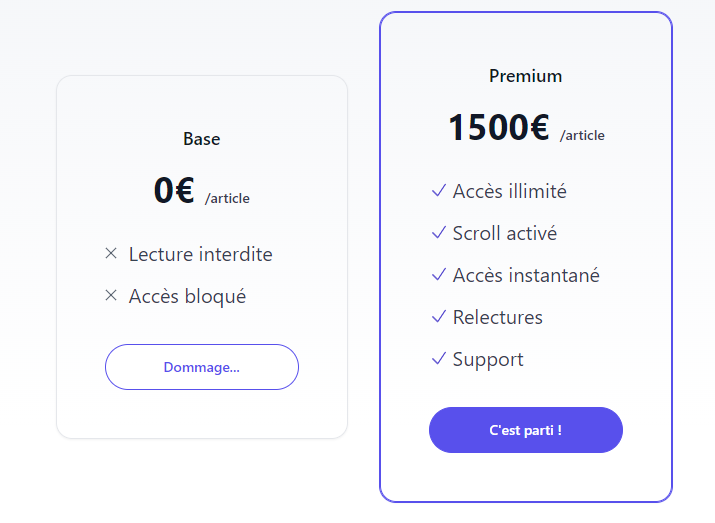 Base
0€ /article
Lecture interdite
Accès bloqué
Dommage...
Premium
1500€ /article
Accès illimité
Scroll activé
Accès instantané
Relectures
Support
C'est parti !